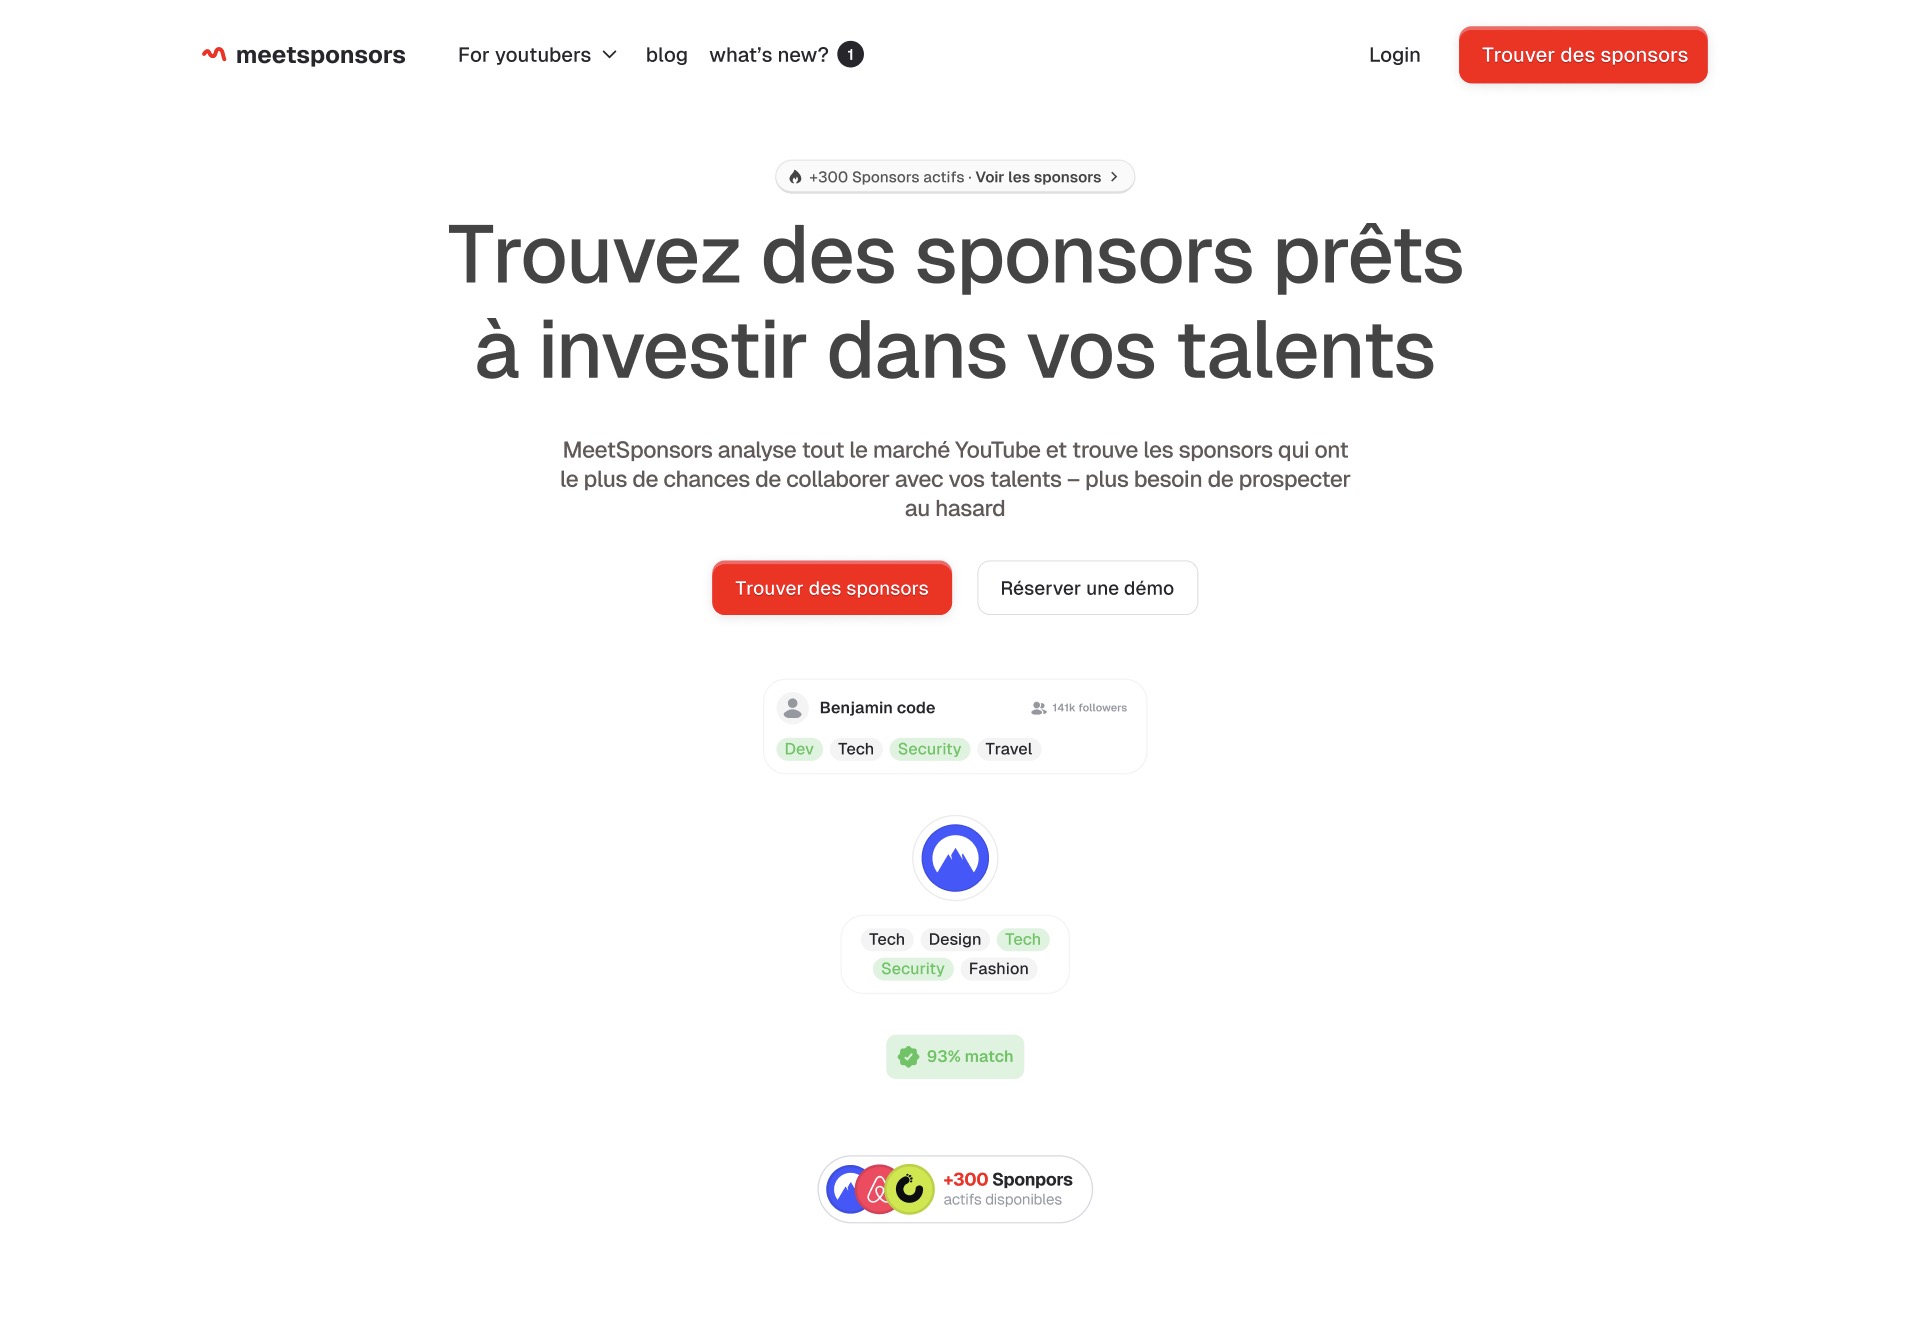 meetsponsors For youtubers blog what's new? 1 Login Trouver des sponsors
+300 Sponsors actifs · Voir les sponsors
Trouvez des sponsors prêts
à investir dans vos talents
MeetSponsors analyse tout le marché YouTube et trouve les sponsors qui ont
le plus de chances de collaborer avec vos talents – plus besoin de prospecter
au hasard
Trouver des sponsors Réserver une démo
Benjamin code 141k followers
Dev Tech Security Travel
Tech Design Tech
Security Fashion
93% match
+300 Sponpors
actifs disponibles